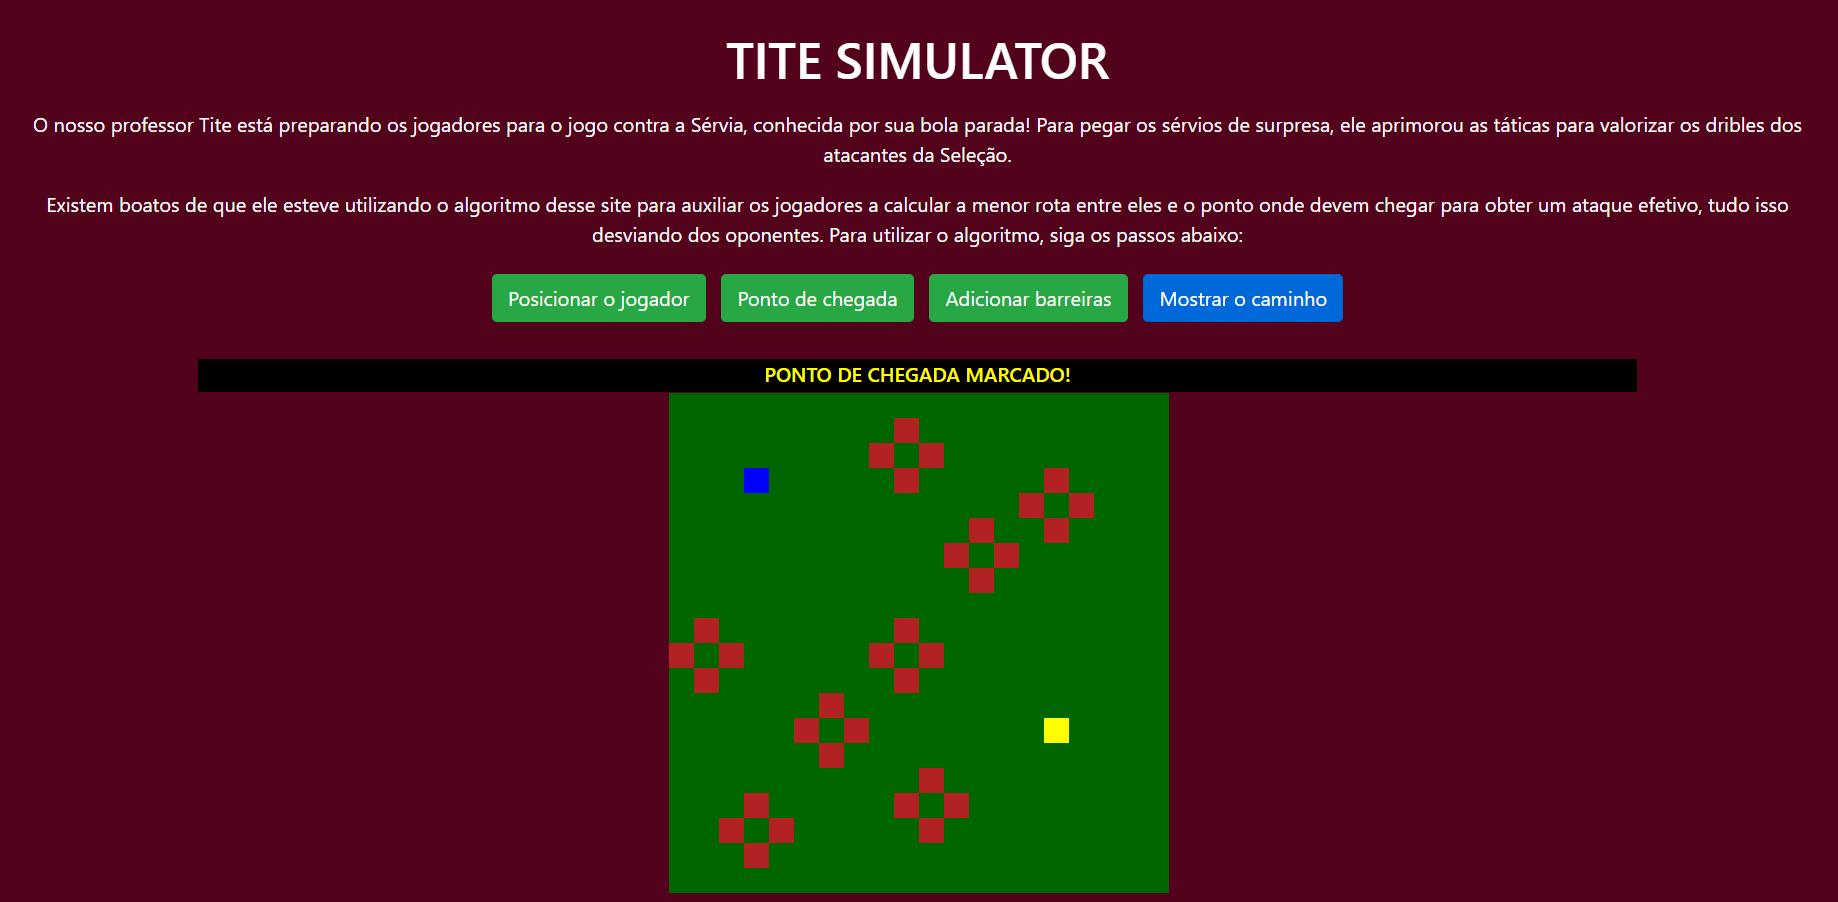 TITE SIMULATOR
O nosso professor Tite está preparando os jogadores para o jogo contra a Sérvia, conhecida por sua bola parada! Para pegar os sérvios de surpresa, ele aprimorou as táticas para valorizar os dribles dos
atacantes da Seleção.
Existem boatos de que ele esteve utilizando o algoritmo desse site para auxiliar os jogadores a calcular a menor rota entre eles e o ponto onde devem chegar para obter um ataque efetivo, tudo isso
desviando dos oponentes. Para utilizar o algoritmo, siga os passos abaixo:
Posicionar o jogador
Ponto de chegada
Adicionar barreiras
Mostrar o caminho
PONTO DE CHEGADA MARCADO!